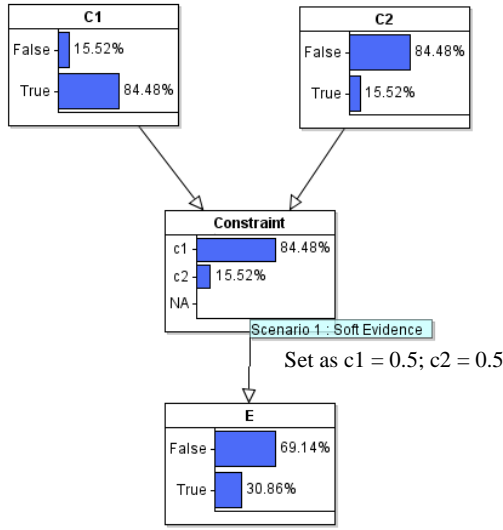 C1
False 15.52%
True 84.48%
C2
False 84.48%
True 15.52%
Constraint
c1 84.48%
c2 15.52%
NA
Scenario 1 : Soft Evidence
Set as c1 = 0.5; c2 = 0.5
E
False 69.14%
True 30.86%